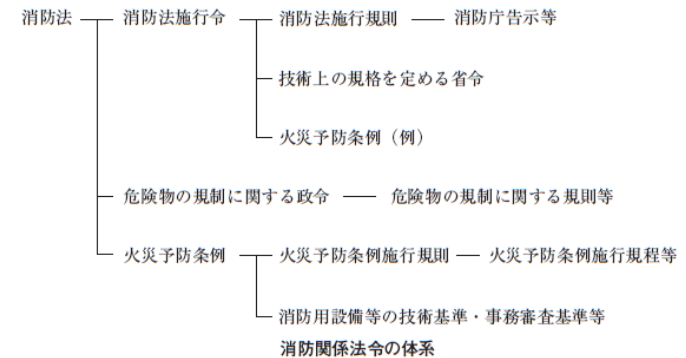 消防法 消防法施行令 消防法施行規則 消防庁告示等
技術上の規格を定める省令
火災予防条例（例）
危険物の規制に関する政令 危険物の規制に関する規則等
火災予防条例 火災予防条例施行規則 火災予防条例施行規程等
消防用設備等の技術基準・事務審査基準等
消防関係法令の体系